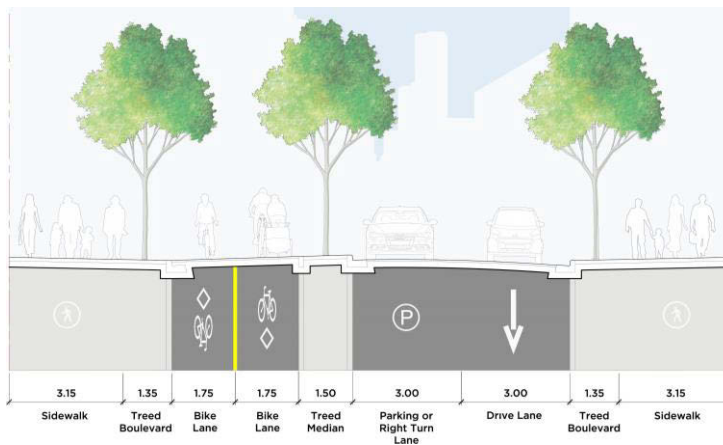 P
3.15 1.35 1.75 1.75 1.50 3.00 3.00 1.35 3.15
Sidewalk
Treed
Boulevard
Bike
Lane
Bike
Lane
Treed
Median
Parking or
Right Turn
Lane
Drive Lane
Treed
Boulevard
Sidewalk